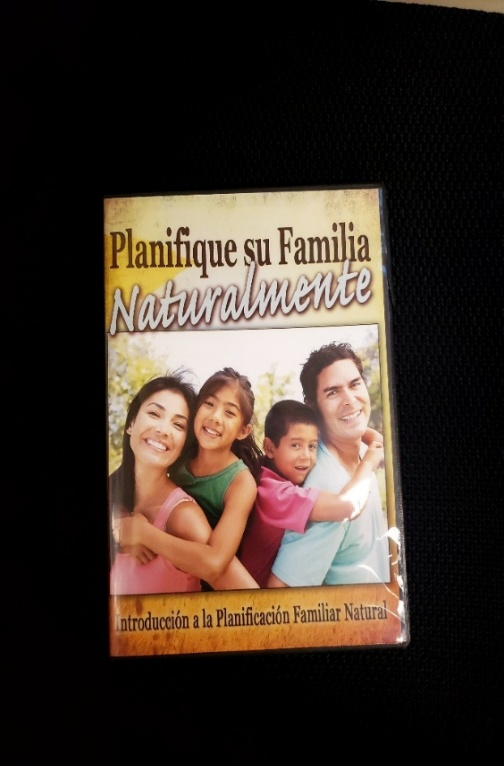 Planifique su Familia
Naturalmente
Introducción a la Planificación Familiar Natural